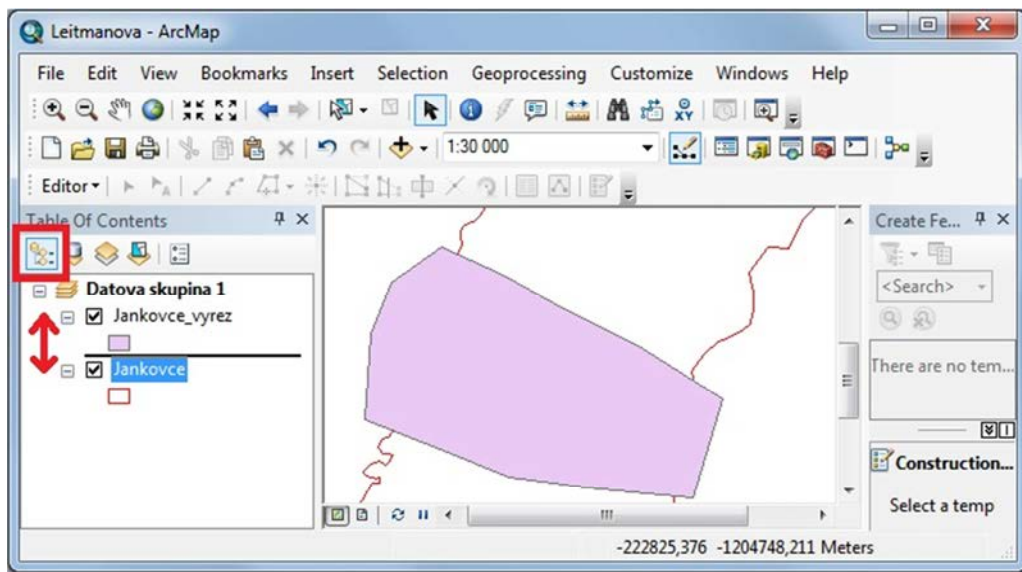 Leitmanova - ArcMap
File Edit View Bookmarks Insert Selection Geoprocessing Customize Windows Help
1:30 000
Editor
Table Of Contents
Create Fe...
Datova skupina 1
<Search>
Jankovce_vyrez
Jankovce
There are no tem...
Construction...
Select a temp
-222825,376 -1204748,211 Meters